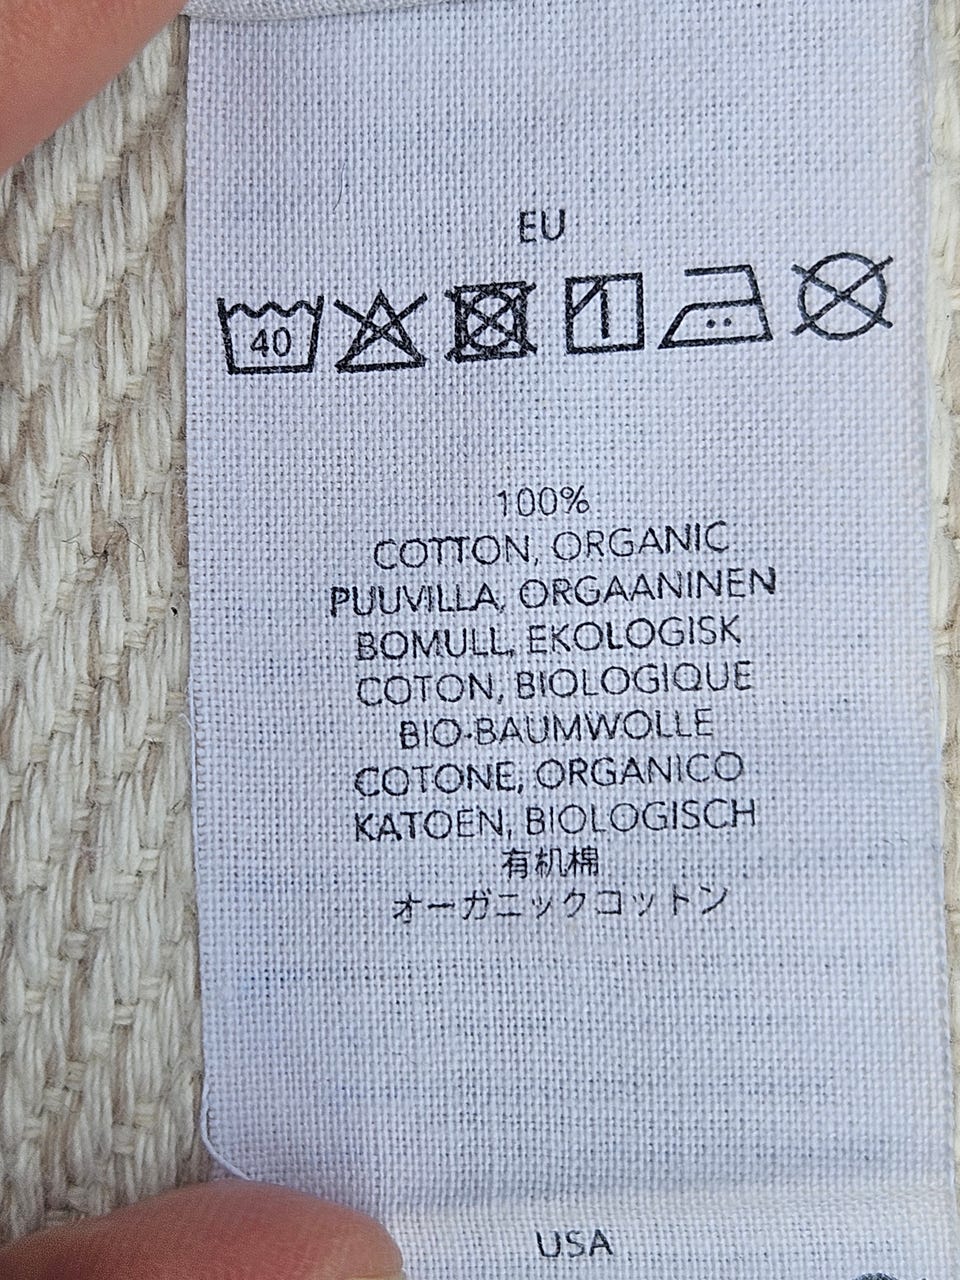 EU
40
100%
COTTON, ORGANIC
PUUVILLA, ORGAANINEN
BOMULL, EKOLOGISK
COTON, BIOLOGIQUE
BIO-BAUMWOLLE
COTONE, ORGANICO
KATOEN, BIOLOGISCH
有机棉
オーガニックコットン
USA